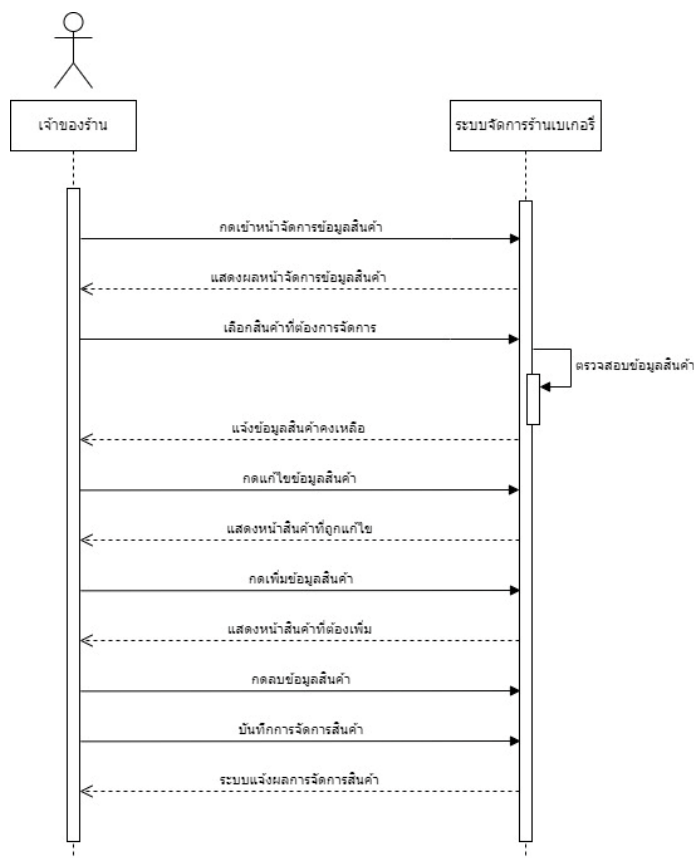 เจ้าของร้าน
ระบบจัดการร้านเบเกอรี่
กดเข้าหน้าจัดการข้อมูลสินค้า
แสดงผลหน้าจัดการข้อมูลสินค้า
เลือกสินค้าที่ต้องการจัดการ
ตรวจสอบข้อมูลสินค้า
แจ้งข้อมูลสินค้าคงเหลือ
กดแก้ไขข้อมูลสินค้า
แสดงหน้าสินค้าที่ถูกแก้ไข
กดเพิ่มข้อมูลสินค้า
แสดงหน้าสินค้าที่ต้องเพิ่ม
กดลบข้อมูลสินค้า
บันทึกการจัดการสินค้า
ระบบแจ้งผลการจัดการสินค้า